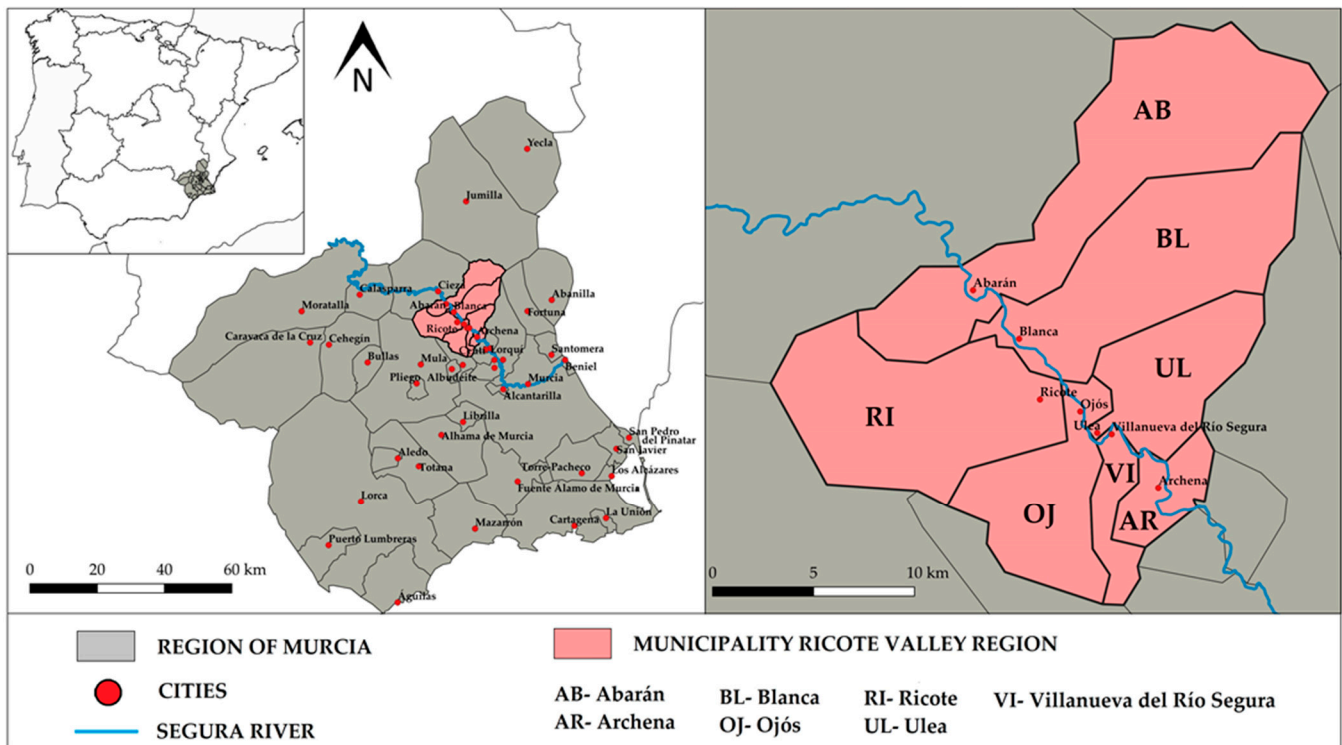 N
Yecla
Jumilla
Cieza
Calasparra
Moratalla
Abarán
Blanca
Abanilla
Fortuna
Ricote
Archena
Caravaca de la Cruz
Cehegín
Bullas
Mula
Lorquí
Santomera
Beniel
Pliego
Albudeite
Murcia
Alcantarilla
Librilla
Alhama de Murcia
San Pedro
del Pinatar
San Javier
Aledo
Totana
Torre-Pacheco
Los Alcázares
Fuente Álamo de Murcia
Lorca
La Unión
Cartagena
Mazarrón
Puerto Lumbreras
Águilas
0 20 40 60 km
AB
BL
UL
RI
OJ
VI
AR
Abarán
Blanca
Ricote
Ojós
Ulea
Villanueva del Río Segura
Archena
0 5 10 km
REGION OF MURCIA
CITIES
SEGURA RIVER
MUNICIPALITY RICOTE VALLEY REGION
AB- Abarán BL- Blanca RI- Ricote VI- Villanueva del Río Segura
AR- Archena OJ- Ojós UL- Ulea